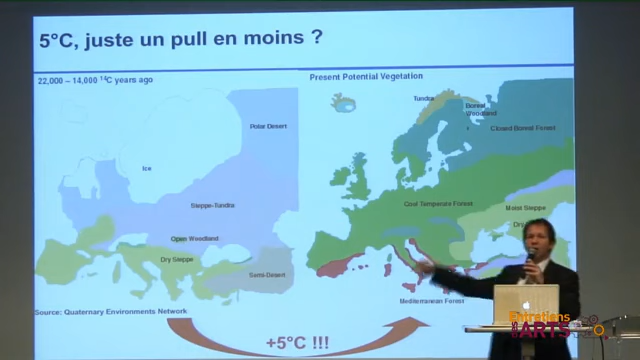 5°C, juste un pull en moins ?
22,000 – 14,000 ¹⁴C years ago
Present Potential Vegetation
Polar Desert
Ice
Steppe-Tundra
Open Woodland
Dry Steppe
Semi-Desert
Tundra
Boreal
Woodland
Closed Boreal Forest
Cool Temperate Forest
Moist Steppe
Mediterranean Forest
Source: Quaternary Environments Network
+5°C !!!
Entretiens
ARTS